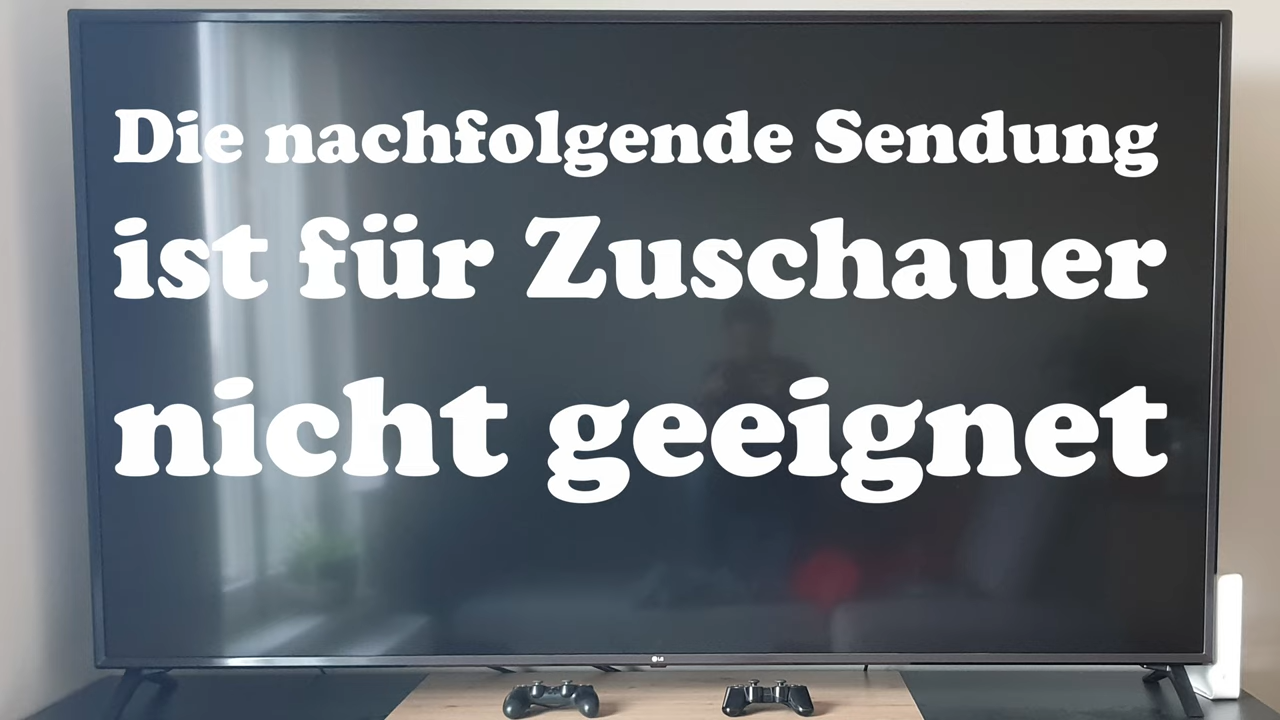 Die nachfolgende Sendung
ist für Zuschauer
nicht geeignet
LG